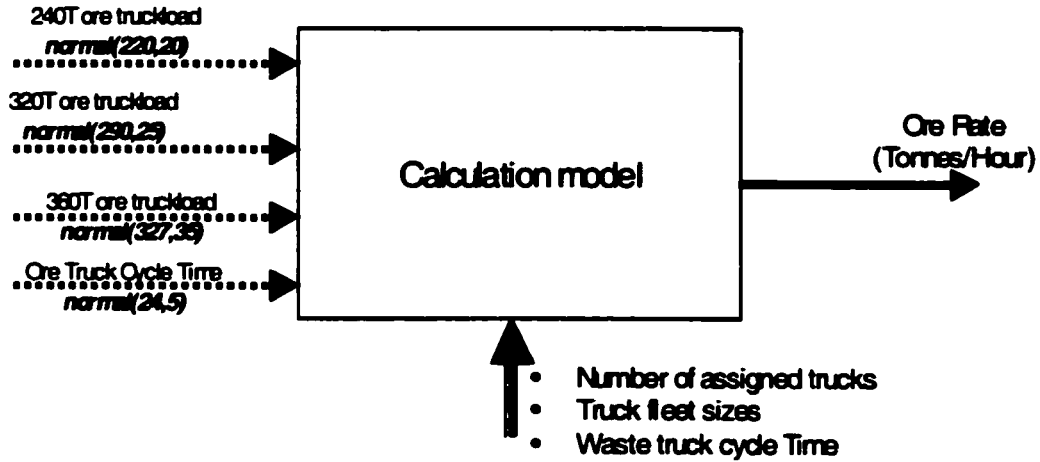 240T ore truckload
normal(220,20)
320T ore truckload
normal(290,25)
360T ore truckload
normal(327,35)
Ore Truck Cycle Time
normal(24,5)
Calculation model
Ore Rate
(Tonnes/Hour)
• Number of assigned trucks
• Truck fleet sizes
• Waste truck cycle Time